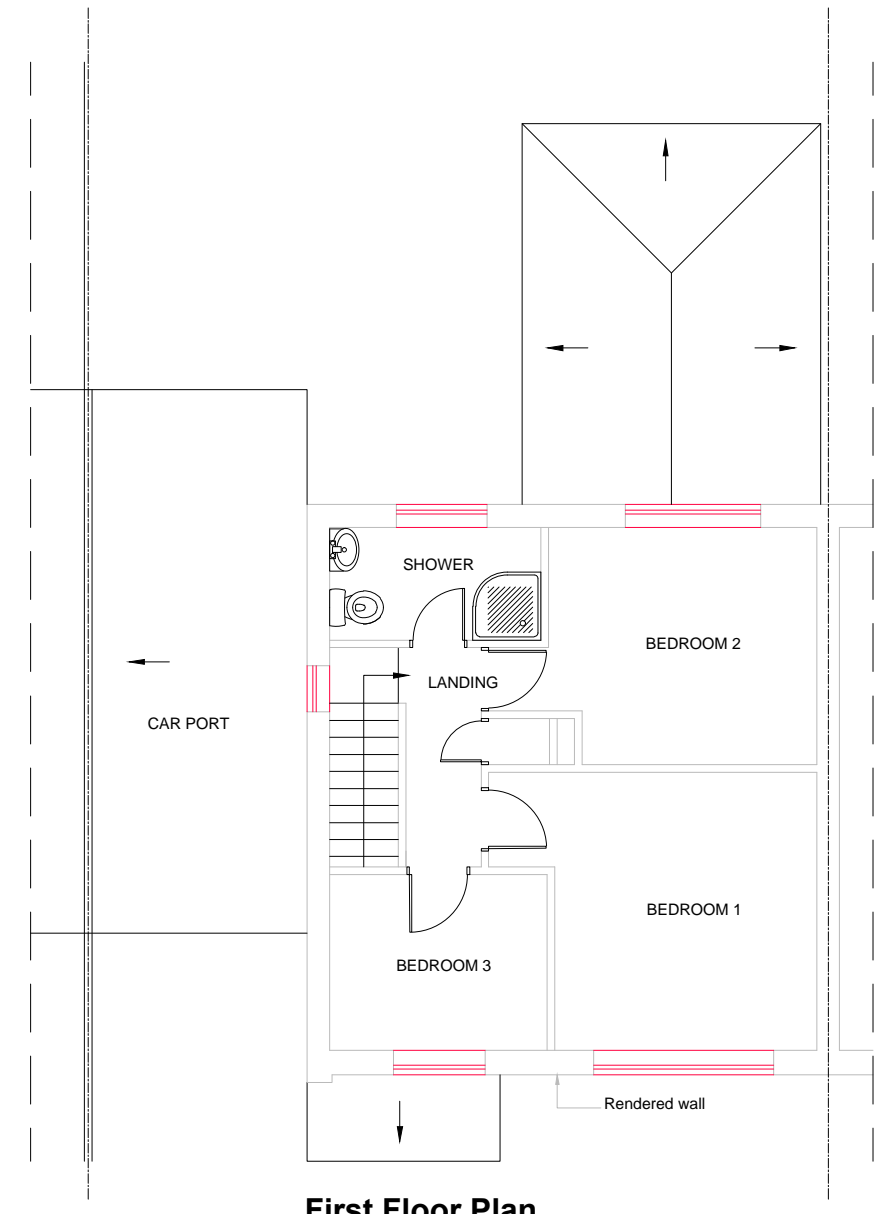 SHOWER
BEDROOM 2
LANDING
CAR PORT
BEDROOM 1
BEDROOM 3
Rendered wall
First Floor Plan